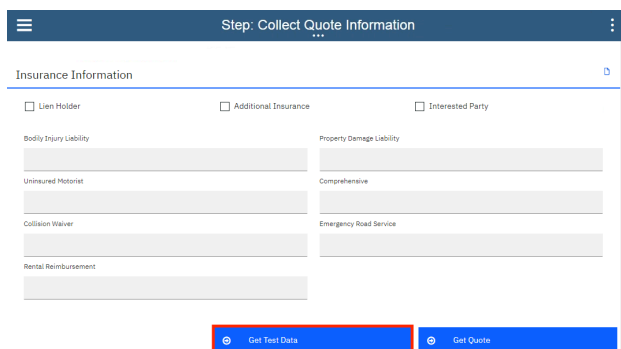 Step: Collect Quote Information
Insurance Information
Lien Holder Additional Insurance Interested Party
Bodily Injury Liability Property Damage Liability
Uninsured Motorist Comprehensive
Collision Waiver Emergency Road Service
Rental Reimbursement
Get Test Data Get Quote